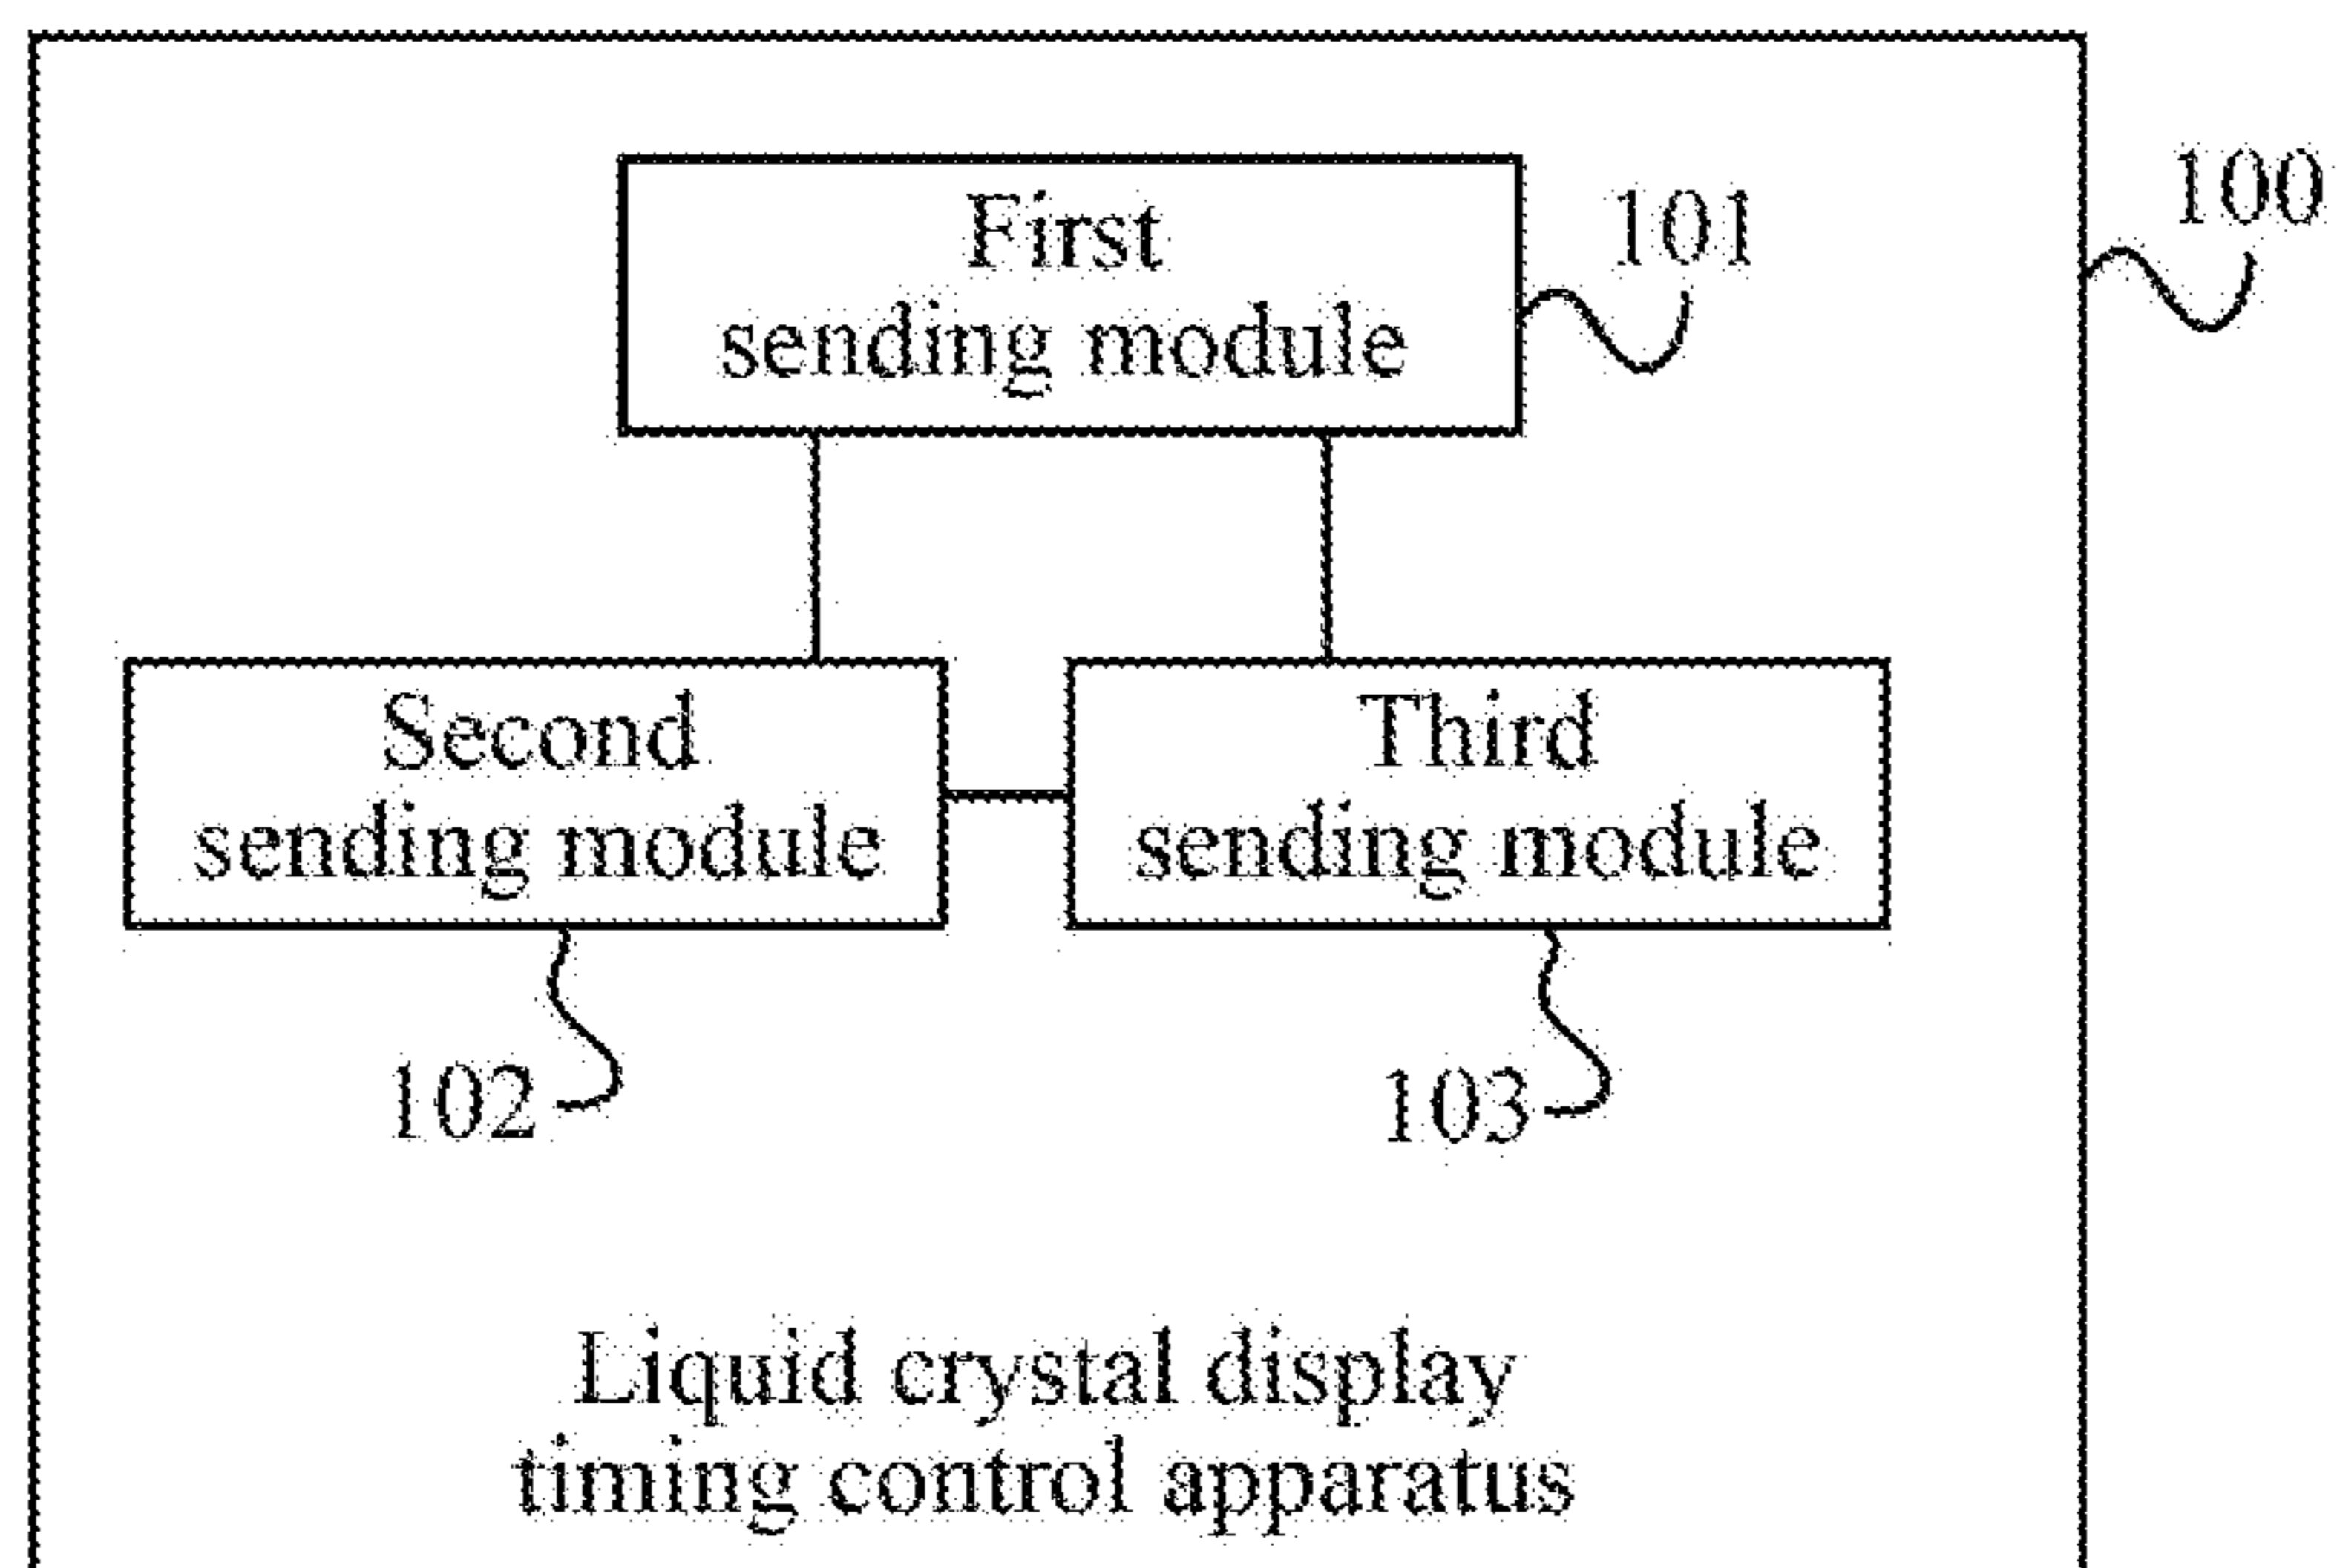 100
First
sending module
101
Second
sending module
Third
sending module
102
103
Liquid crystal display
timing control apparatus